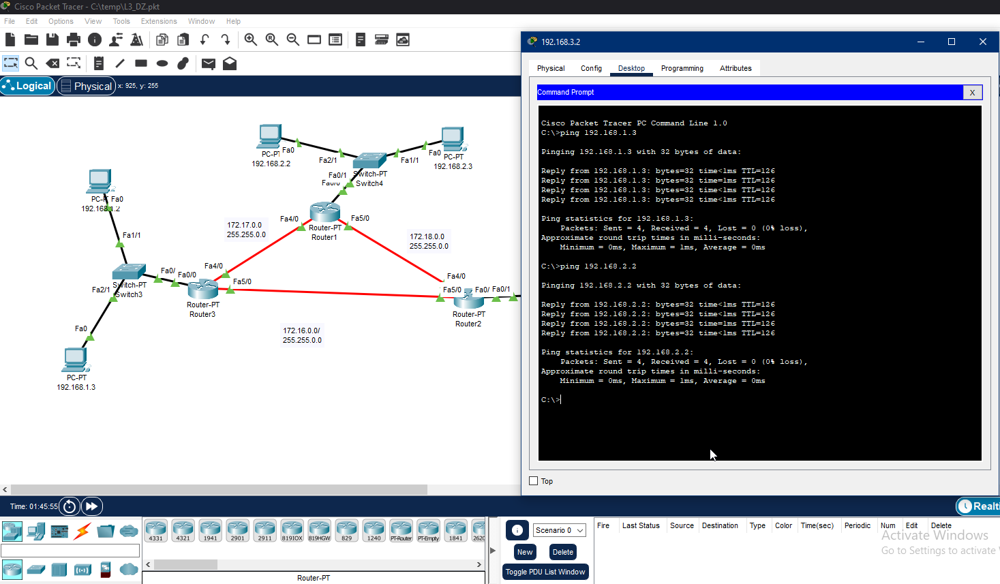 Cisco Packet Tracer - C:\temp\L3_DZ.pkt
File Edit Options View Tools Extensions Window Help
Logical Physical x: 925, y: 255
PC-PT
192.168.2.2
Fa0
Fa2/1
Fa0/1
Switch-PT
Switch4
Fa1/1
Fa0
PC-PT
192.168.2.3
Fa0
192.168.1.2
Fa1/1
172.17.0.0
255.255.0.0
Fa4/0
Router-PT
Router1
Fa5/0
172.18.0.0
255.255.0.0
Fa4/0
Fa0/0
Fa5/0
Switch-PT
Switch3
Fa2/1
Router-PT
Router3
Fa4/0
Fa5/0
Fa0/
Fa0/1
Router-PT
Router2
Fa0
172.16.0.0/
255.255.0.0
PC-PT
192.168.1.3
192.168.3.2
Physical Config Desktop Programming Attributes
Command Prompt X
Cisco Packet Tracer PC Command Line 1.0
C:\>ping 192.168.1.3
Pinging 192.168.1.3 with 32 bytes of data:
Reply from 192.168.1.3: bytes=32 time<1ms TTL=126
Reply from 192.168.1.3: bytes=32 time=1ms TTL=126
Reply from 192.168.1.3: bytes=32 time<1ms TTL=126
Reply from 192.168.1.3: bytes=32 time<1ms TTL=126
Ping statistics for 192.168.1.3:
Packets: Sent = 4, Received = 4, Lost = 0 (0% loss),
Approximate round trip times in milli-seconds:
Minimum = 0ms, Maximum = 1ms, Average = 0ms
C:\>ping 192.168.2.2
Pinging 192.168.2.2 with 32 bytes of data:
Reply from 192.168.2.2: bytes=32 time<1ms TTL=126
Reply from 192.168.2.2: bytes=32 time<1ms TTL=126
Reply from 192.168.2.2: bytes=32 time=1ms TTL=126
Reply from 192.168.2.2: bytes=32 time<1ms TTL=126
Ping statistics for 192.168.2.2:
Packets: Sent = 4, Received = 4, Lost = 0 (0% loss),
Approximate round trip times in milli-seconds:
Minimum = 0ms, Maximum = 1ms, Average = 0ms
C:\>
Top
Time: 01:45:55
Realti
4331 4321 1941 2901 2911 819IOX 819HGW 829 1240 PT-Router PT-Empty 1841 2620
Router-PT
Scenario 0
New Delete
Toggle PDU List Window
Fire Last Status Source Destination Type Color Time(sec) Periodic Num Edit Delete
Activate Windows
Go to Settings to activate